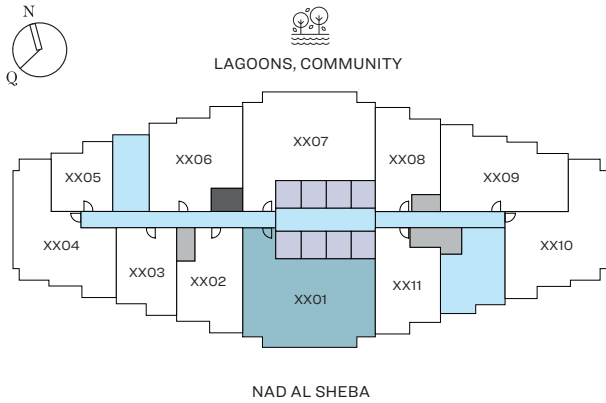 N
Q
LAGOONS, COMMUNITY
XX07
XX06
XX08
XX05
XX09
XX04
XX10
XX03
XX02
XX01
XX11
NAD AL SHEBA